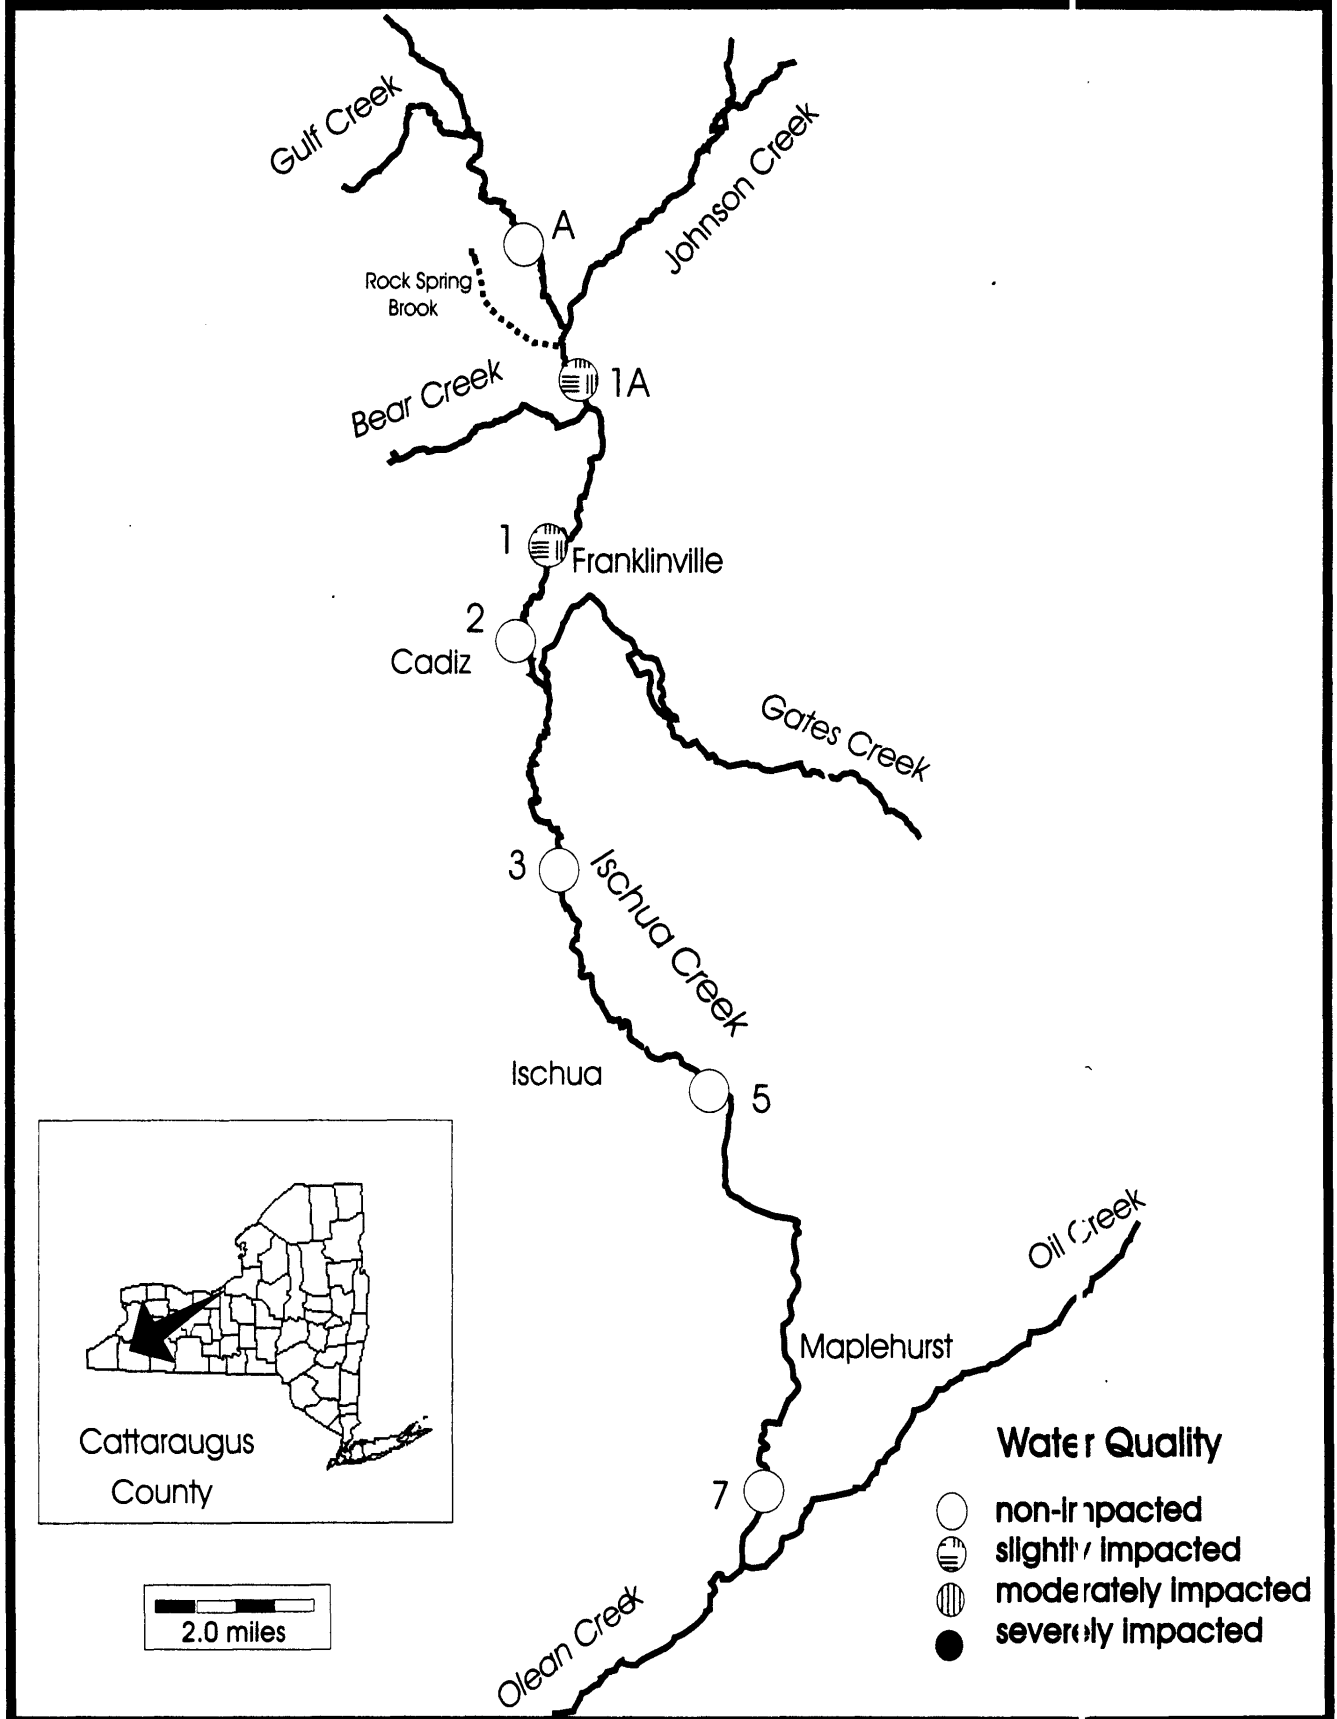 Gulf Creek
Johnson Creek
A
Rock Spring
Brook
Bear Creek
1A
1
Franklinville
2
Cadiz
Gates Creek
3
Ischua Creek
Ischua
5
Oil Creek
Maplehurst
Cattaraugus
County
Water Quality
7
non-impacted
slightly impacted
moderately impacted
severely impacted
2.0 miles
Olean Creek